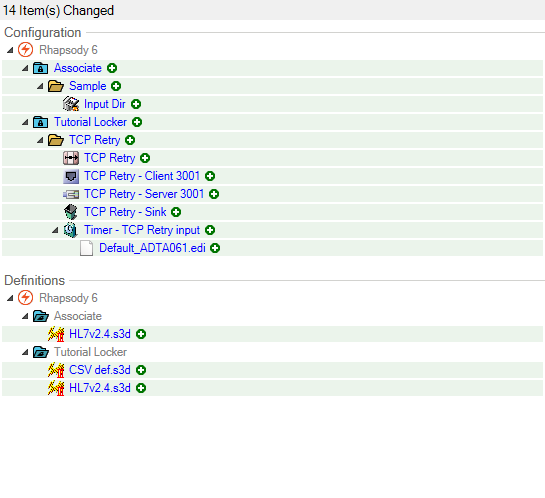 14 Item(s) Changed
Configuration
Rhapsody 6
Associate
Sample
Input Dir
Tutorial Locker
TCP Retry
TCP Retry
TCP Retry - Client 3001
TCP Retry - Server 3001
TCP Retry - Sink
Timer - TCP Retry input
Default_ADTA061.edi
Definitions
Rhapsody 6
Associate
HL7v2.4.s3d
Tutorial Locker
CSV def.s3d
HL7v2.4.s3d